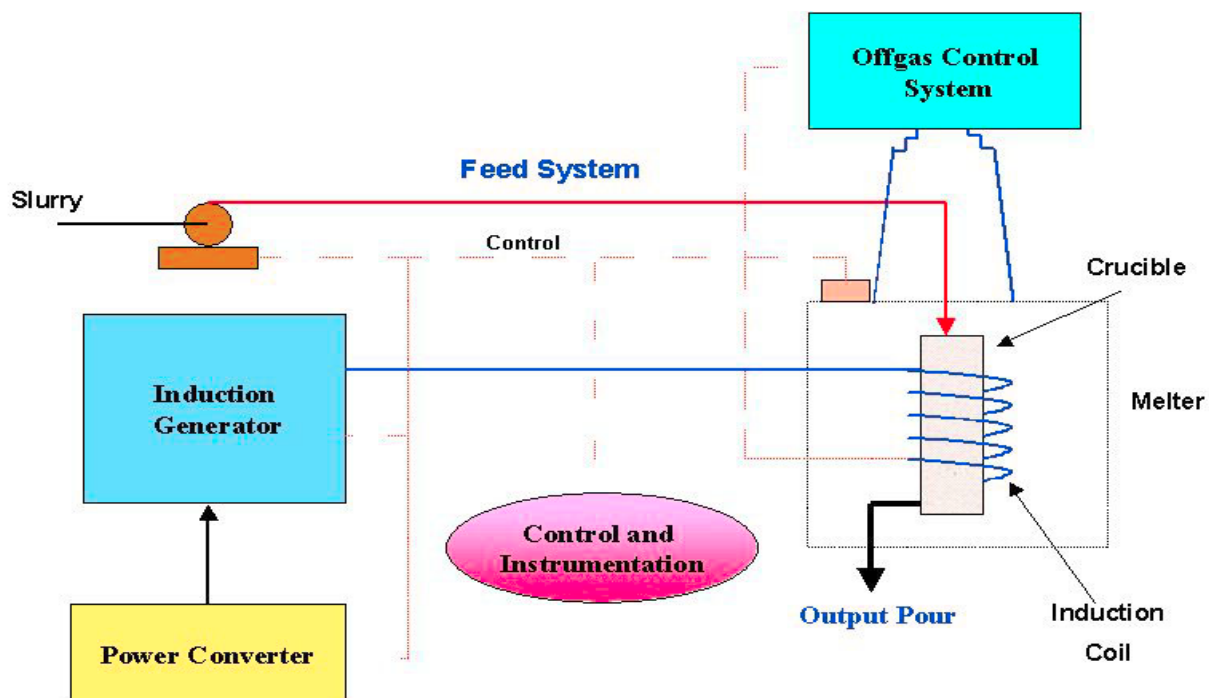 Offgas Control
System
Feed System
Slurry
Control
Crucible
Induction
Generator
Melter
Control and
Instrumentation
Output Pour
Induction
Coil
Power Converter